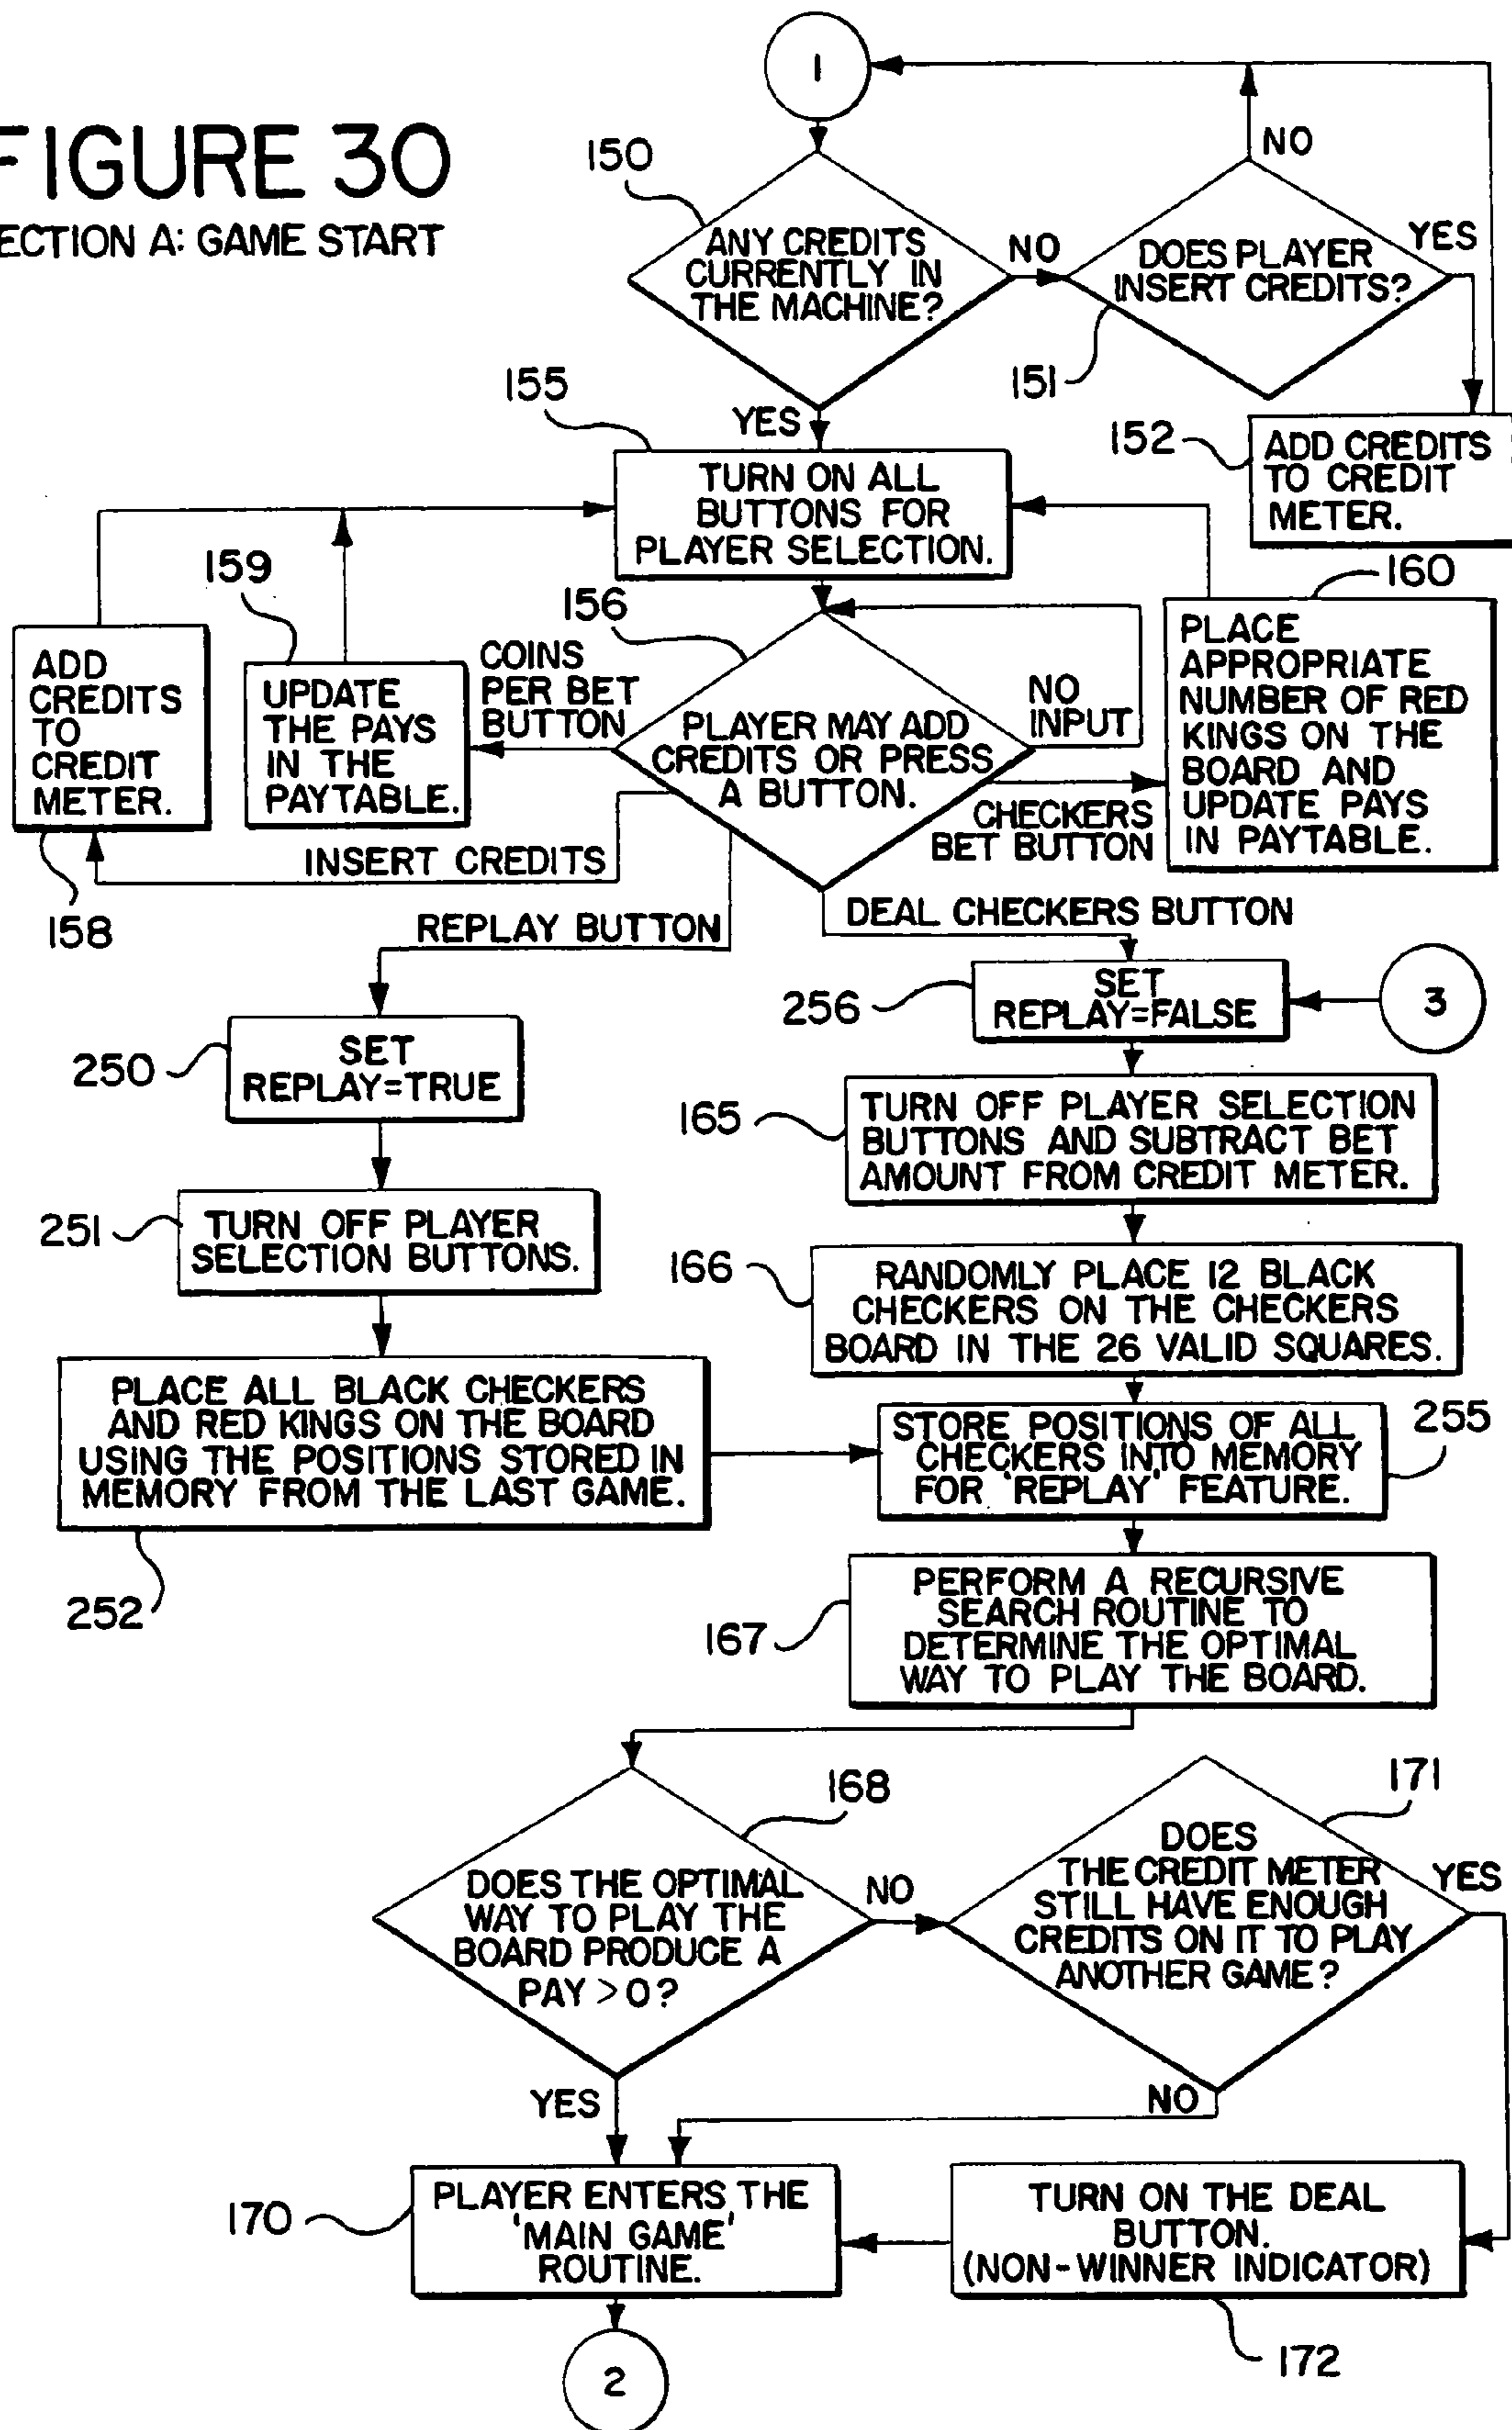 1
FIGURE 30
ECTION A: GAME START
150
NO
ANY CREDITS
CURRENTLY IN
THE MACHINE?
NO
DOES PLAYER
INSERT CREDITS?
YES
151
155
YES
152
ADD CREDITS
TO CREDIT
METER.
TURN ON ALL
BUTTONS FOR
PLAYER SELECTION.
159
156
160
ADD
CREDITS
TO
CREDIT
METER.
UPDATE
THE PAYS
IN THE
PAYTABLE.
COINS
PER BET
BUTTON
PLAYER MAY ADD
CREDITS OR PRESS
A BUTTON.
NO
INPUT
PLACE
APPROPRIATE
NUMBER OF RED
KINGS ON THE
BOARD AND
UPDATE PAYS
IN PAYTABLE.
CHECKERS
BET BUTTON
INSERT CREDITS
158
REPLAY BUTTON
DEAL CHECKERS BUTTON
256
SET
REPLAY=FALSE
3
250
SET
REPLAY=TRUE
165
TURN OFF PLAYER SELECTION
BUTTONS AND SUBTRACT BET
AMOUNT FROM CREDIT METER.
251
TURN OFF PLAYER
SELECTION BUTTONS.
166
RANDOMLY PLACE 12 BLACK
CHECKERS ON THE CHECKERS
BOARD IN THE 26 VALID SQUARES.
PLACE ALL BLACK CHECKERS
AND RED KINGS ON THE BOARD
USING THE POSITIONS STORED IN
MEMORY FROM THE LAST GAME.
252
STORE POSITIONS OF ALL
CHECKERS INTO MEMORY
FOR 'REPLAY' FEATURE.
255
167
PERFORM A RECURSIVE
SEARCH ROUTINE TO
DETERMINE THE OPTIMAL
WAY TO PLAY THE BOARD.
168
171
DOES THE OPTIMAL
WAY TO PLAY THE
BOARD PRODUCE A
PAY >0?
NO
DOES
THE CREDIT METER
STILL HAVE ENOUGH
CREDITS ON IT TO PLAY
ANOTHER GAME?
YES
YES
NO
170
PLAYER ENTERS THE
'MAIN GAME'
ROUTINE.
TURN ON THE DEAL
BUTTON.
(NON-WINNER INDICATOR)
172
2